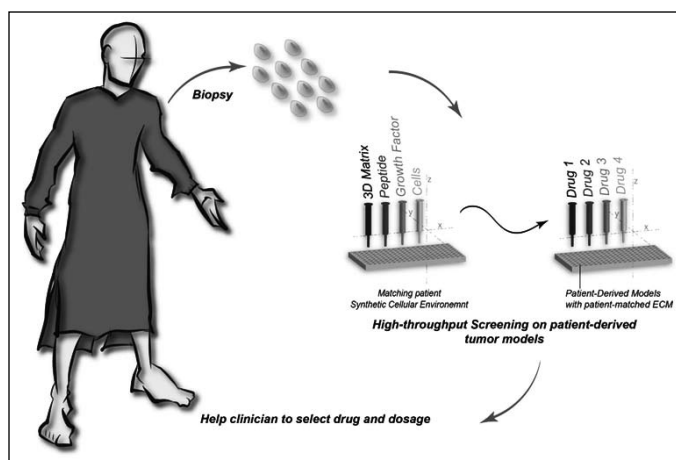 Biopsy
3D Matrix
Peptide
Growth Factor
Cells
z
y
x
Matching patient
Synthetic Cellular Environemnt
Drug 1
Drug 2
Drug 3
Drug 4
z
y
x
Patient-Derived Models
with patient-matched ECM
High-throughput Screening on patient-derived
tumor models
Help clinician to select drug and dosage